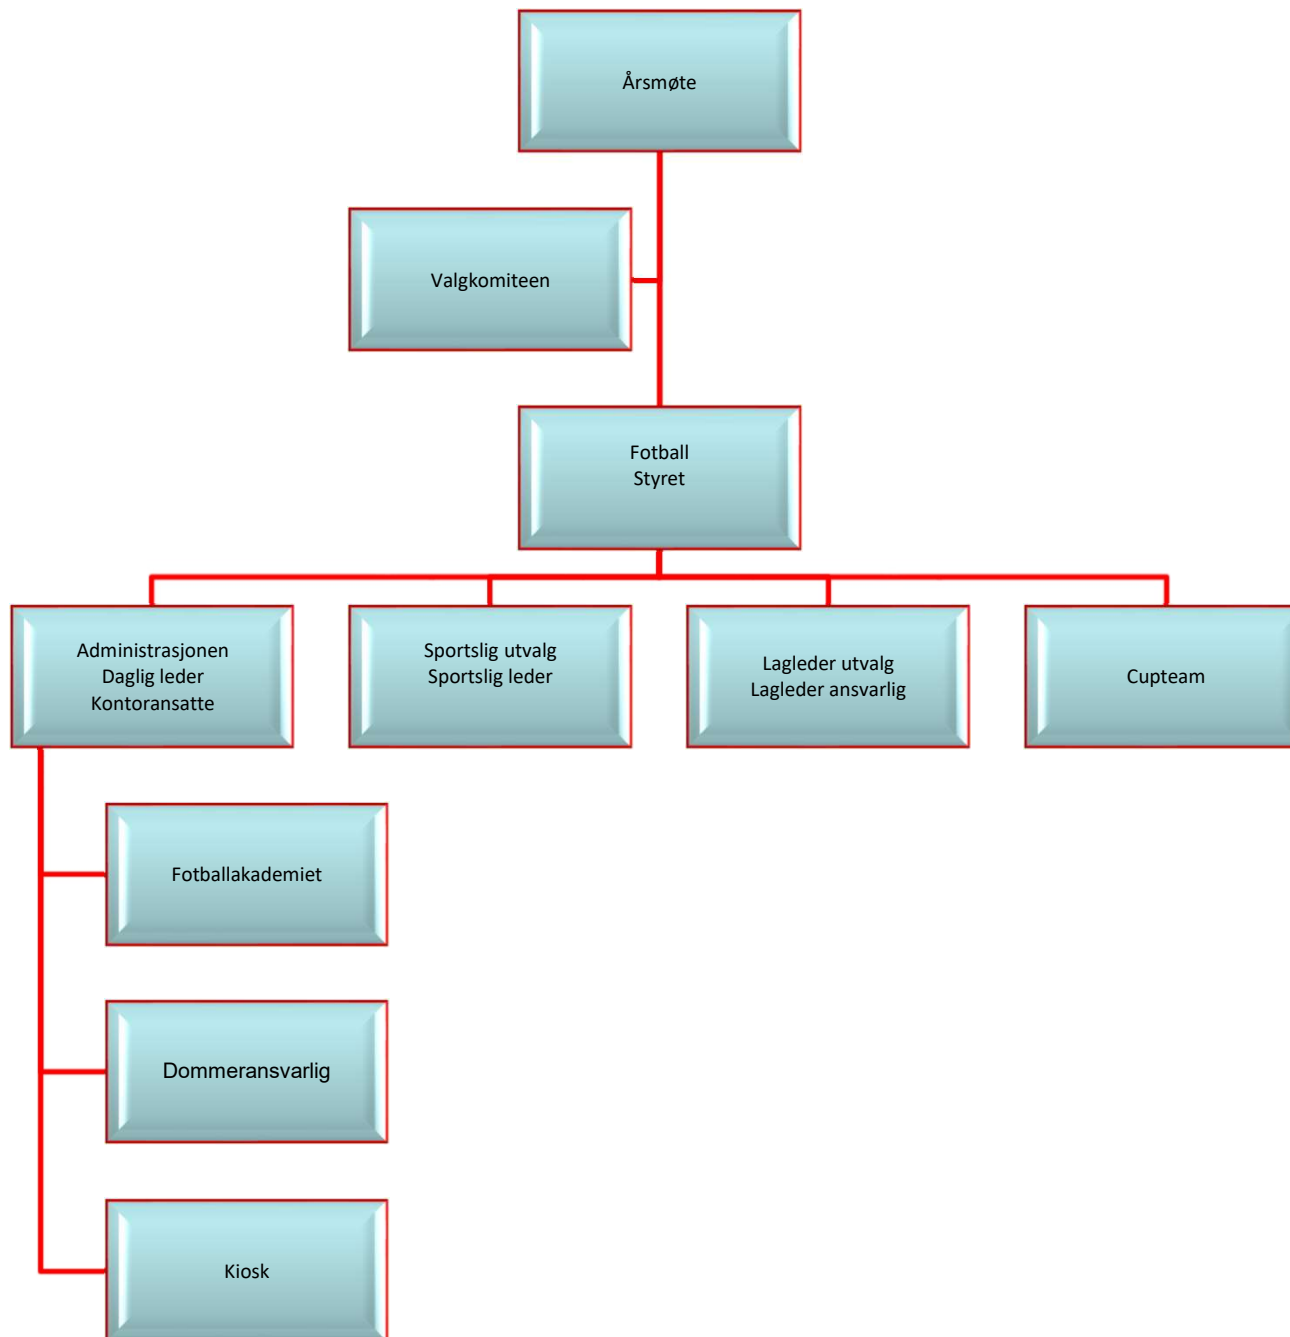 Årsmøte
Valgkomiteen
Fotball
Styret
Administrasjonen
Daglig leder
Kontoransatte
Sportslig utvalg
Sportslig leder
Lagleder utvalg
Lagleder ansvarlig
Cupteam
Fotballakademiet
Dommeransvarlig
Kiosk